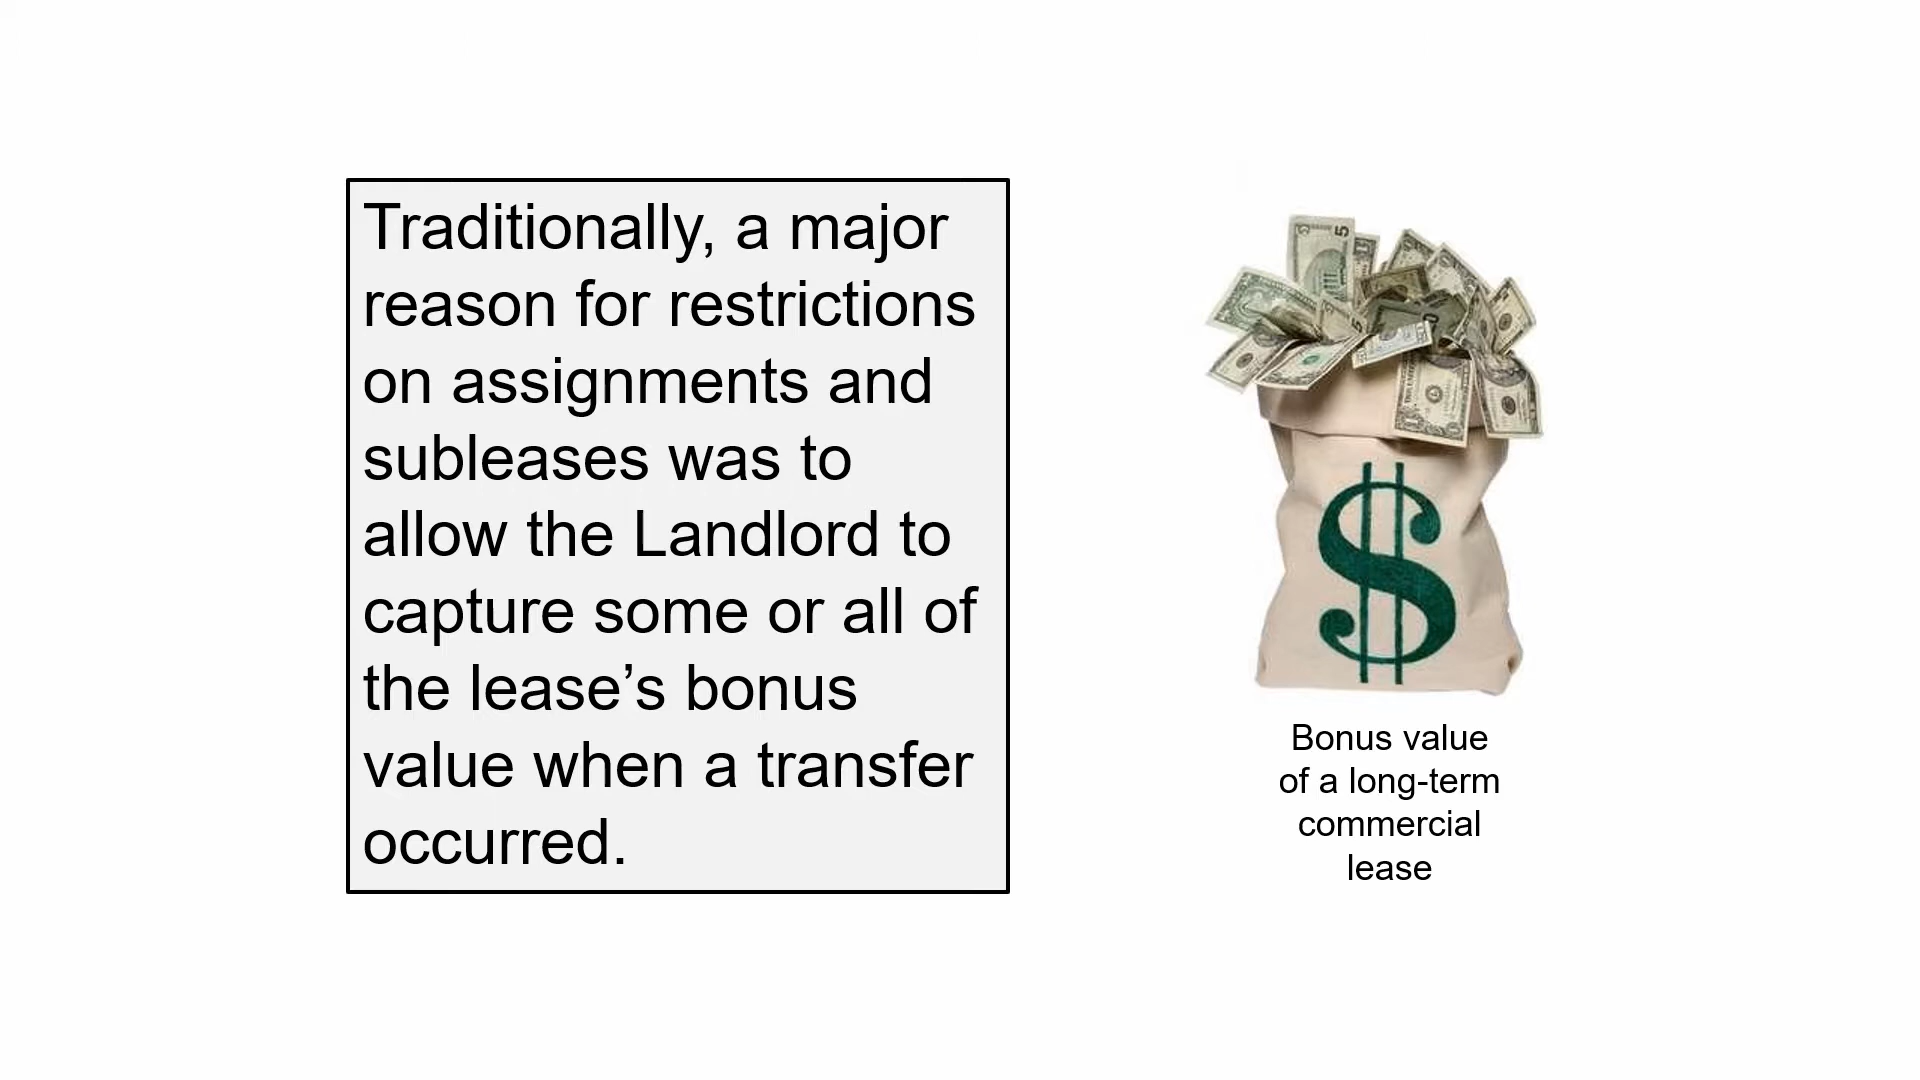 Traditionally, a major
reason for restrictions
on assignments and
subleases was to
allow the Landlord to
capture some or all of
the lease’s bonus
value when a transfer
occurred.
$
Bonus value
of a long-term
commercial
lease